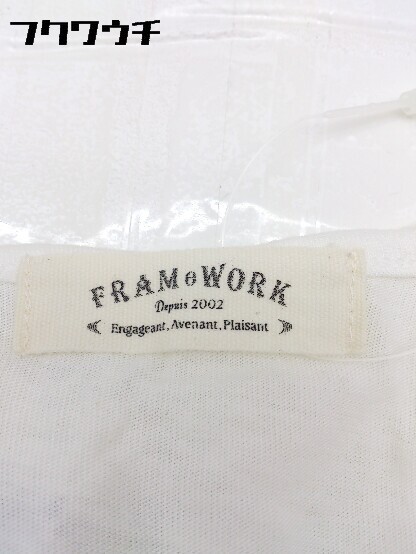 フクワウチ
FRAMeWORK
Depuis 2002
Engageant, Avenant, Plaisant